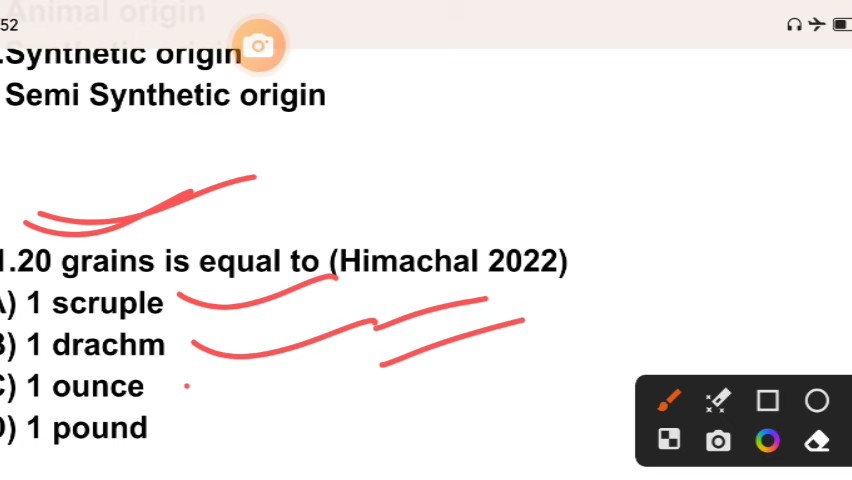 52
Animal origin
.Synthetic origin
Semi Synthetic origin
1.20 grains is equal to (Himachal 2022)
A) 1 scruple
B) 1 drachm
C) 1 ounce
D) 1 pound